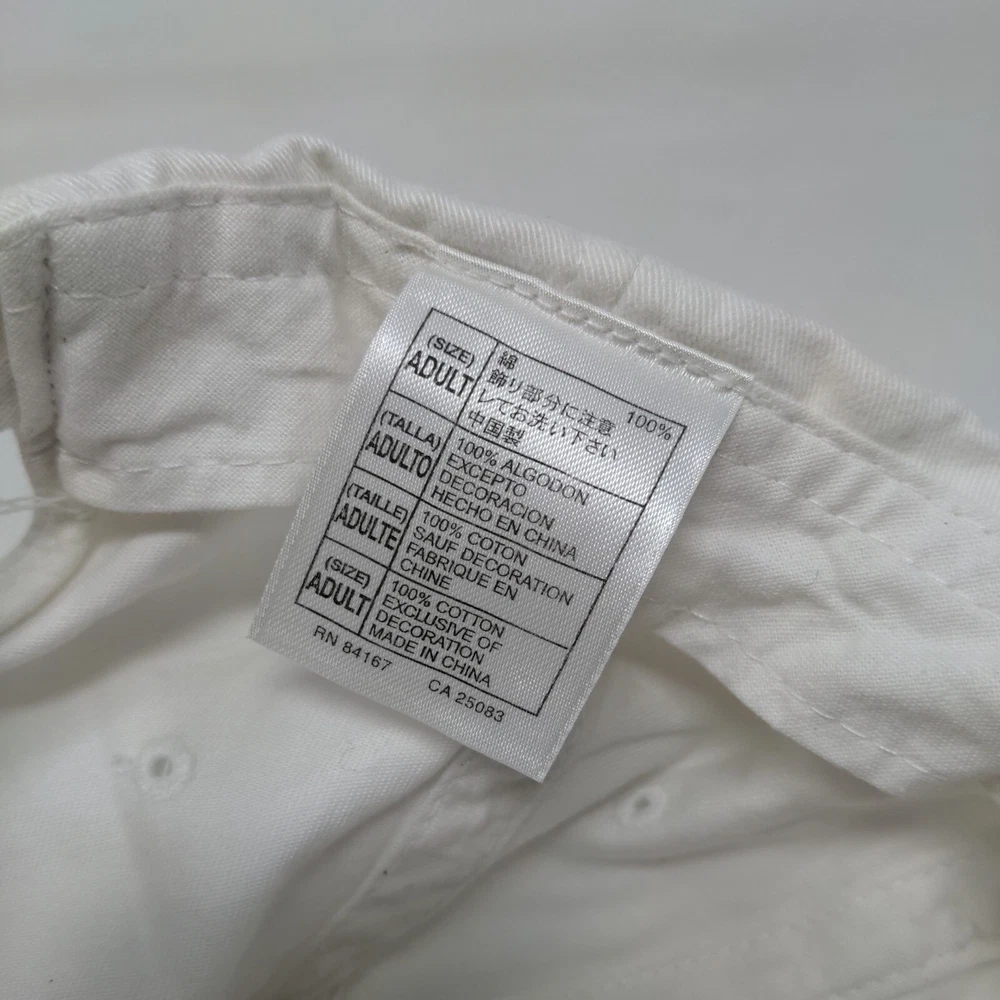 (SIZE)
ADULT
綿 100%
飾り部分に注意
してお洗い下さい
中国製
(TALLA)
ADULTO
100% ALGODON
EXCEPTO
DECORACION
HECHO EN CHINA
(TAILLE)
ADULTE
100% COTON
SAUF DECORATION
FABRIQUE EN
CHINE
(SIZE)
ADULT
100% COTTON
EXCLUSIVE OF
DECORATION
MADE IN CHINA
RN 84167 CA 25083